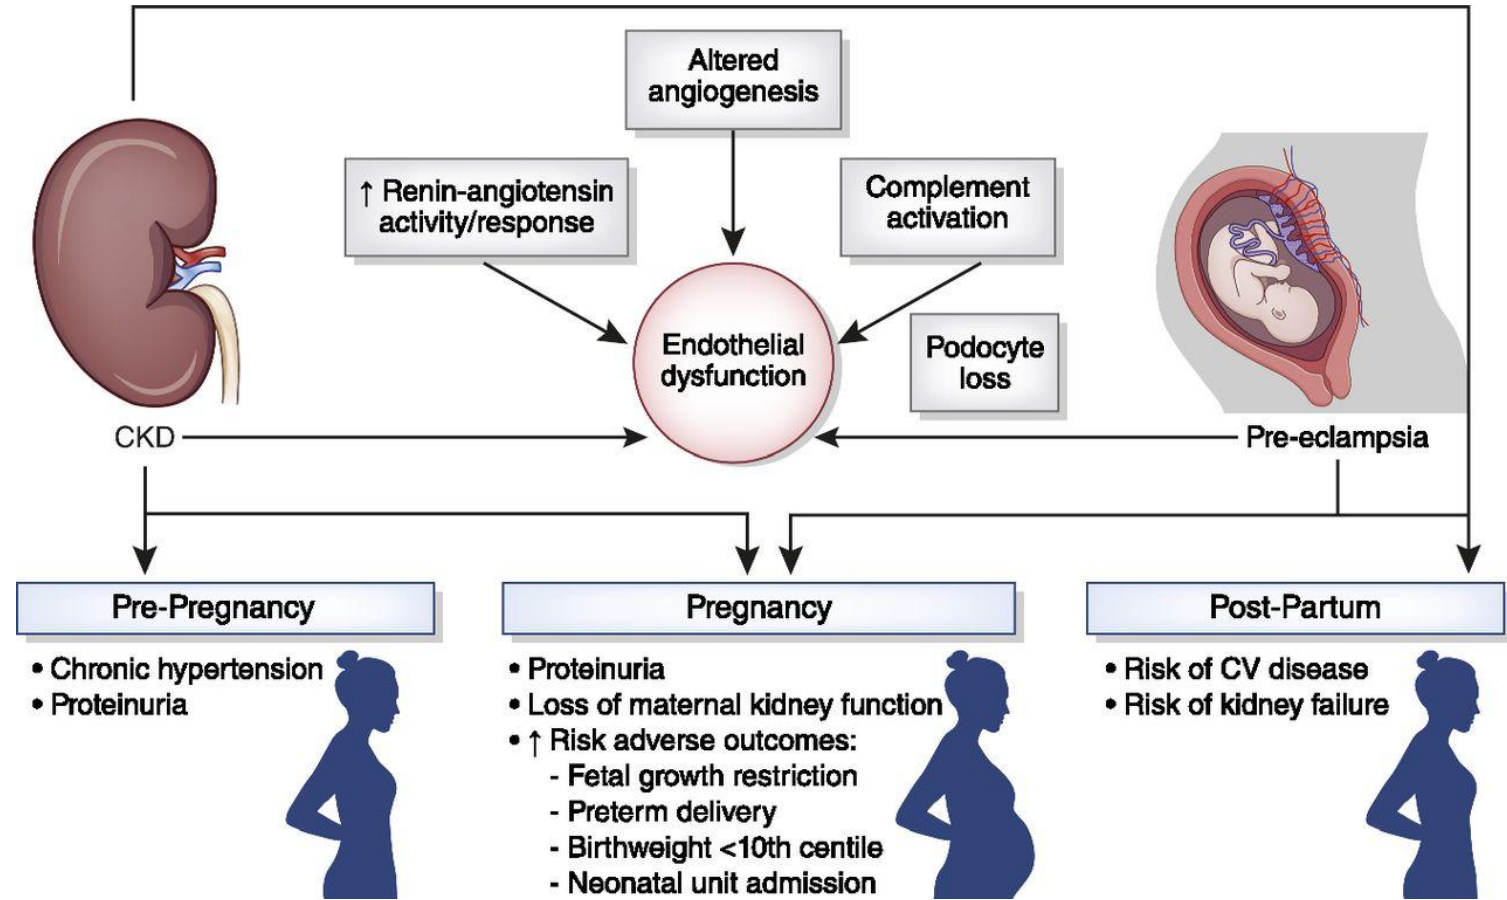 Altered
angiogenesis
↑ Renin-angiotensin
activity/response
Complement
activation
Endothelial
dysfunction
Podocyte
loss
CKD
Pre-eclampsia
Pre-Pregnancy
• Chronic hypertension
• Proteinuria
Pregnancy
• Proteinuria
• Loss of maternal kidney function
• ↑ Risk adverse outcomes:
- Fetal growth restriction
- Preterm delivery
- Birthweight <10th centile
- Neonatal unit admission
Post-Partum
• Risk of CV disease
• Risk of kidney failure